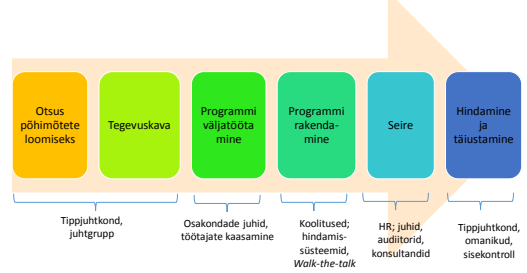 Otsus
põhimõtete
loomiseks
Tegevuskava
Programmi
väljatööta
mine
Programmi
rakenda-
mine
Seire
Hindamine
ja
täiustamine
Tippjuhtkond,
juhtgrupp
Osakondade juhid,
töötajate kaasamine
Koolitused;
hindamis-
süsteemid,
Walk-the-talk
HR; juhid,
audiitorid,
konsultandid
Tippjuhtkond,
omanikud,
sisekontroll